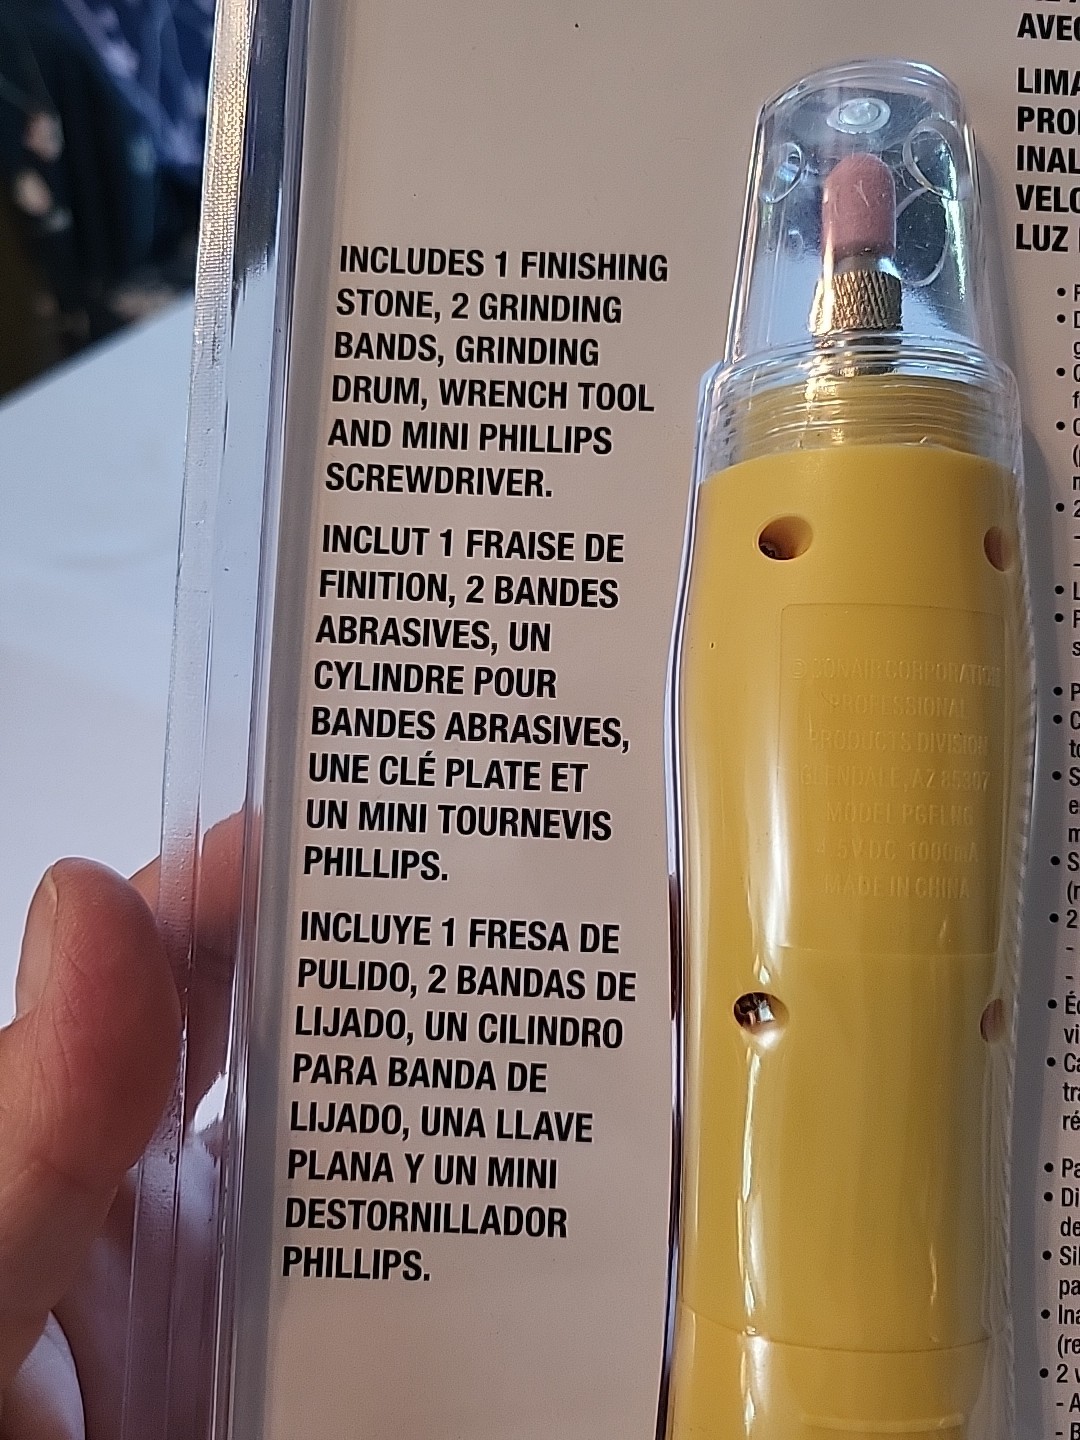 INCLUDES 1 FINISHING
STONE, 2 GRINDING
BANDS, GRINDING
DRUM, WRENCH TOOL
AND MINI PHILLIPS
SCREWDRIVER.
INCLUT 1 FRAISE DE
FINITION, 2 BANDES
ABRASIVES, UN
CYLINDRE POUR
BANDES ABRASIVES,
UNE CLÉ PLATE ET
UN MINI TOURNEVIS
PHILLIPS.
INCLUYE 1 FRESA DE
PULIDO, 2 BANDAS DE
LIJADO, UN CILINDRO
PARA BANDA DE
LIJADO, UNA LLAVE
PLANA Y UN MINI
DESTORNILLADOR
PHILLIPS.
CONAIR CORPORATION
PROFESSIONAL
PRODUCTS DIVISION
GLENDALE, AZ 85307
MODEL PGFLNG
4.5V DC 1000mA
MADE IN CHINA
AVEC
LIMA
INAL
VELO
LUZ